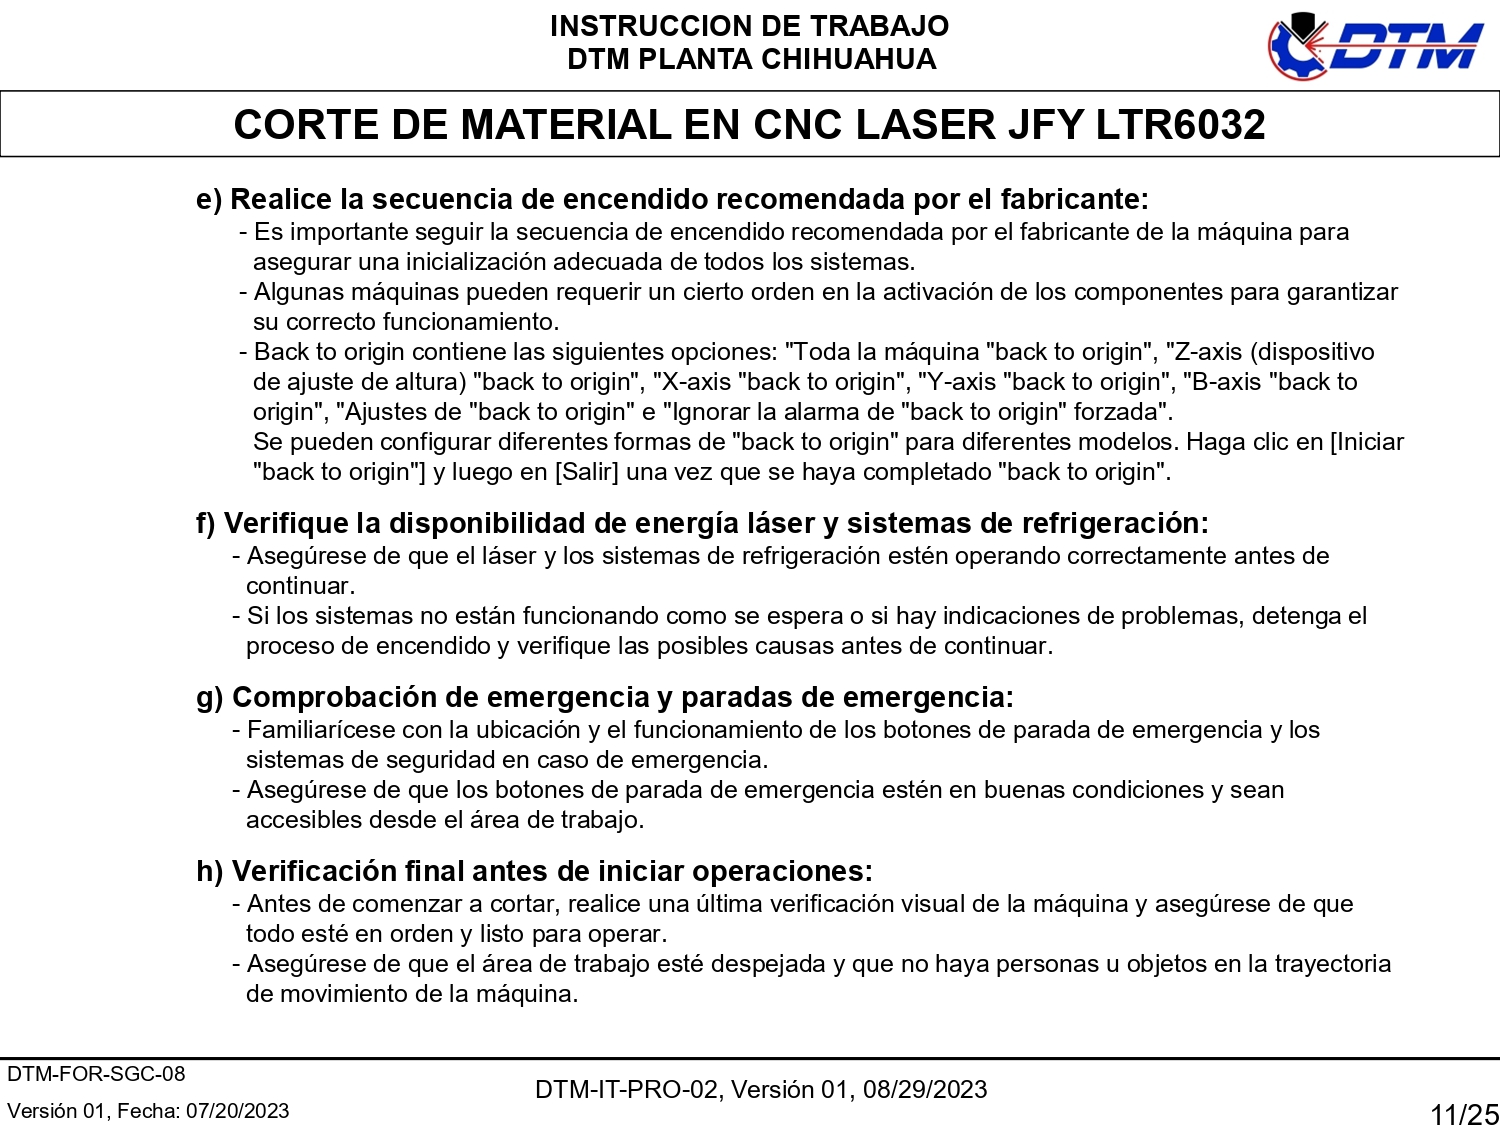 INSTRUCCION DE TRABAJO
DTM PLANTA CHIHUAHUA
DTM
CORTE DE MATERIAL EN CNC LASER JFY LTR6032
e) Realice la secuencia de encendido recomendada por el fabricante:
- Es importante seguir la secuencia de encendido recomendada por el fabricante de la máquina para
asegurar una inicialización adecuada de todos los sistemas.
- Algunas máquinas pueden requerir un cierto orden en la activación de los componentes para garantizar
su correcto funcionamiento.
- Back to origin contiene las siguientes opciones: "Toda la máquina "back to origin", "Z-axis (dispositivo
de ajuste de altura) "back to origin", "X-axis "back to origin", "Y-axis "back to origin", "B-axis "back to
origin", "Ajustes de "back to origin" e "Ignorar la alarma de "back to origin" forzada".
Se pueden configurar diferentes formas de "back to origin" para diferentes modelos. Haga clic en [Iniciar
"back to origin"] y luego en [Salir] una vez que se haya completado "back to origin".
f) Verifique la disponibilidad de energía láser y sistemas de refrigeración:
- Asegúrese de que el láser y los sistemas de refrigeración estén operando correctamente antes de
continuar.
- Si los sistemas no están funcionando como se espera o si hay indicaciones de problemas, detenga el
proceso de encendido y verifique las posibles causas antes de continuar.
g) Comprobación de emergencia y paradas de emergencia:
- Familiarícese con la ubicación y el funcionamiento de los botones de parada de emergencia y los
sistemas de seguridad en caso de emergencia.
- Asegúrese de que los botones de parada de emergencia estén en buenas condiciones y sean
accesibles desde el área de trabajo.
h) Verificación final antes de iniciar operaciones:
- Antes de comenzar a cortar, realice una última verificación visual de la máquina y asegúrese de que
todo esté en orden y listo para operar.
- Asegúrese de que el área de trabajo esté despejada y que no haya personas u objetos en la trayectoria
de movimiento de la máquina.
DTM-FOR-SGC-08
DTM-IT-PRO-02, Versión 01, 08/29/2023
Versión 01, Fecha: 07/20/2023
11/25